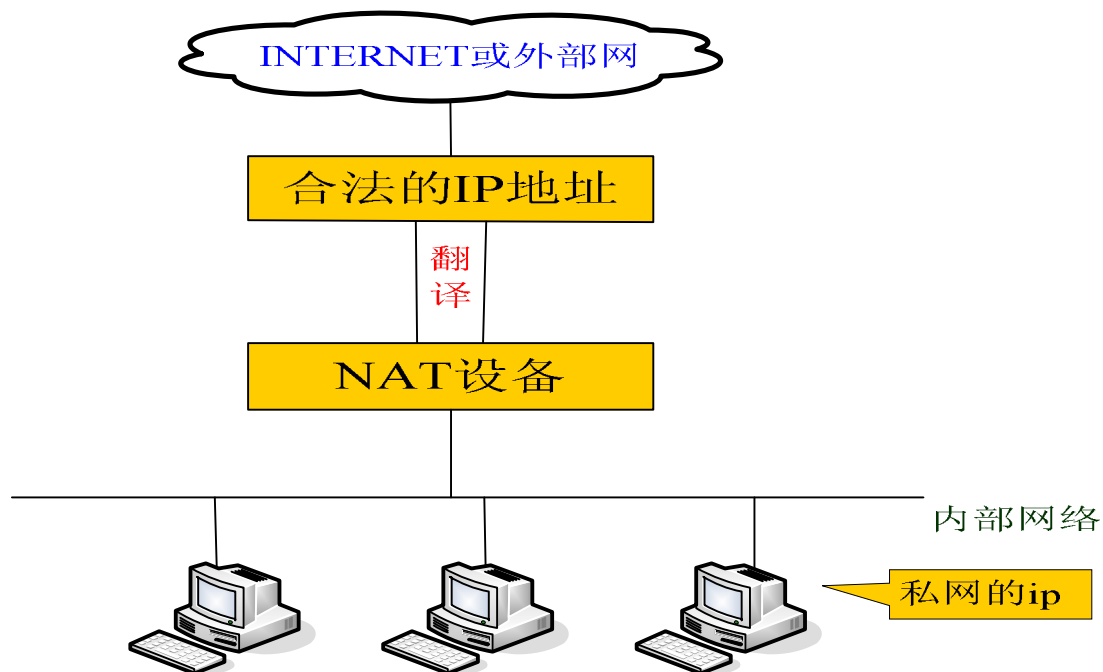 INTERNET或外部网
合法的IP地址
翻
译
NAT设备
内部网络
私网的ip